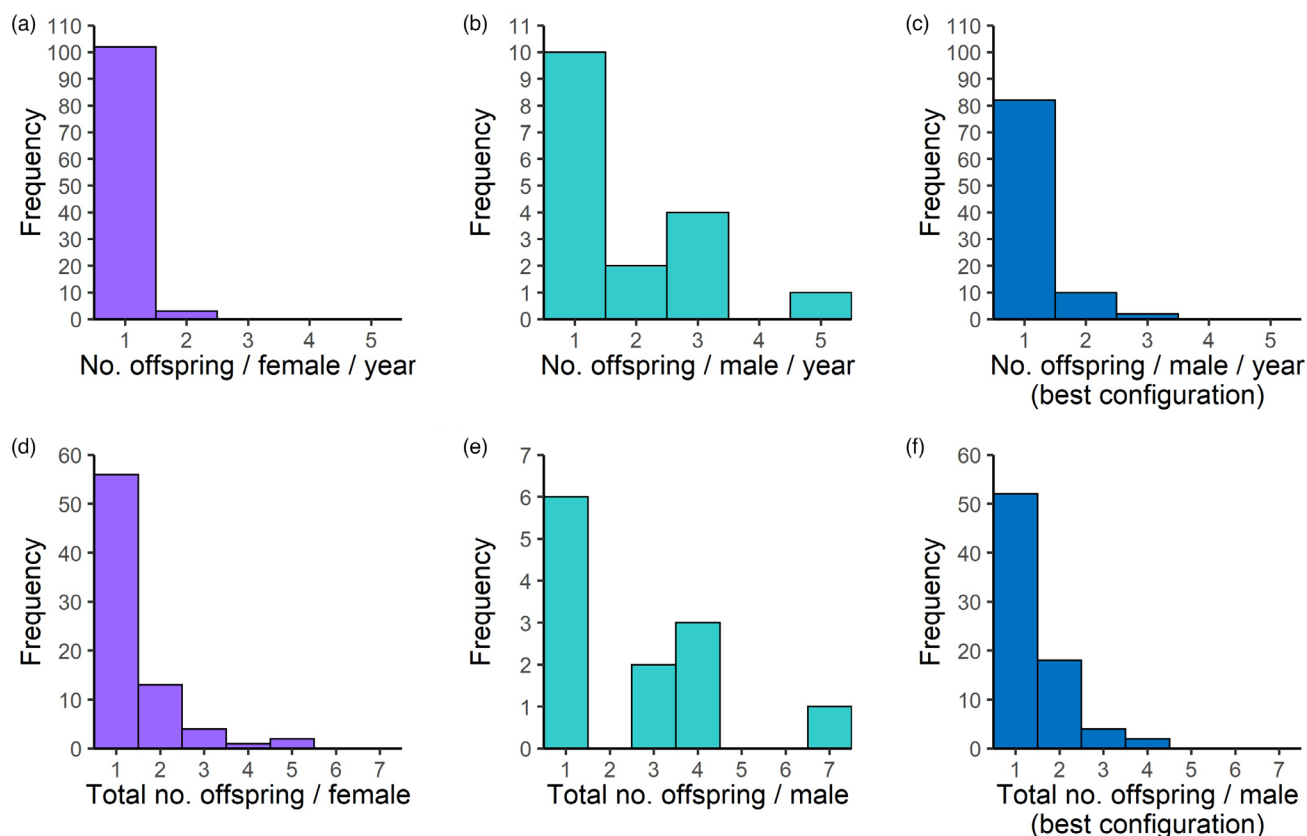 (a)
110
100
90
80
70
60
50
40
30
20
10
0
Frequency
1 2 3 4 5
No. offspring / female / year
(b)
11
10
9
8
7
6
5
4
3
2
1
0
Frequency
1 2 3 4 5
No. offspring / male / year
(c)
110
100
90
80
70
60
50
40
30
20
10
0
Frequency
1 2 3 4 5
No. offspring / male / year
(best configuration)
(d)
60
50
40
30
20
10
0
Frequency
1 2 3 4 5 6 7
Total no. offspring / female
(e)
7
6
5
4
3
2
1
0
Frequency
1 2 3 4 5 6 7
Total no. offspring / male
(f)
60
50
40
30
20
10
0
Frequency
1 2 3 4 5 6 7
Total no. offspring / male
(best configuration)